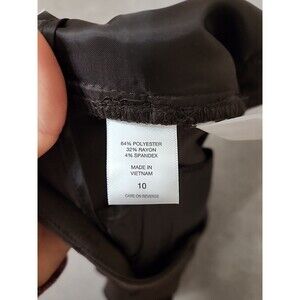 64% POLYESTER
32% RAYON
4% SPANDEX
MADE IN
VIETNAM
10
CARE ON REVERSE